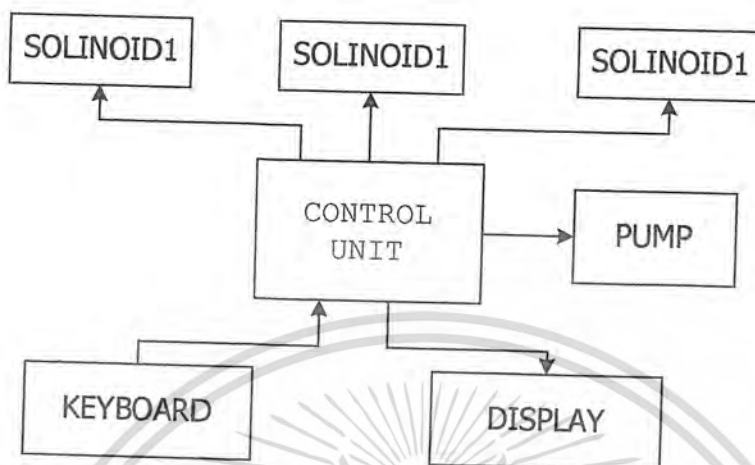 SOLINOID1
SOLINOID1
SOLINOID1
CONTROL
UNIT
PUMP
KEYBOARD
DISPLAY